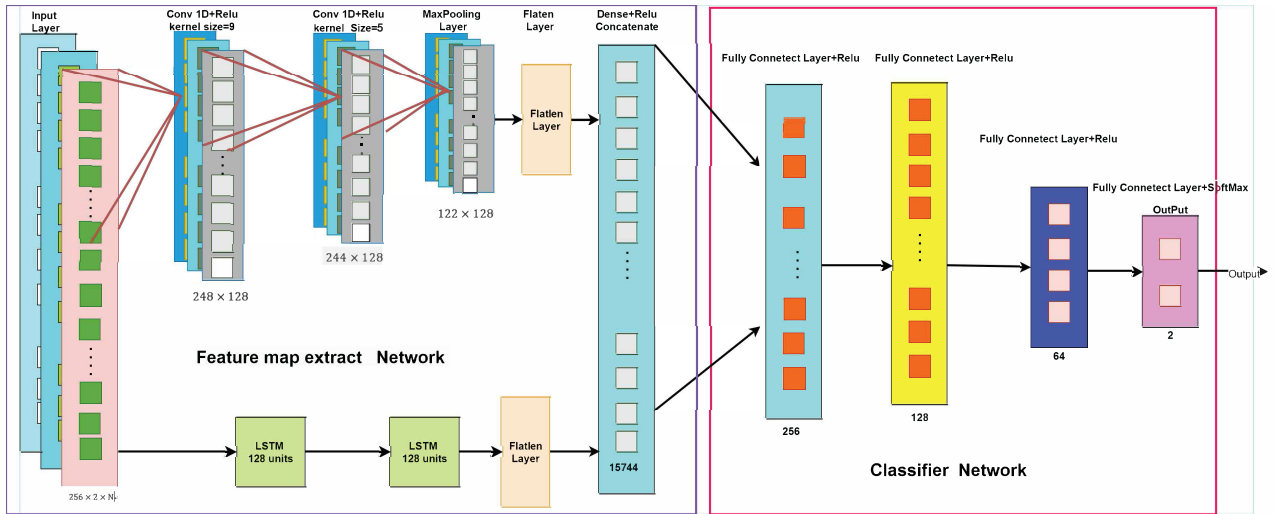 Input
Layer
Conv 1D+Relu
kernel size=9
Conv 1D+Relu
kernel Size=5
MaxPooling
Layer
Flaten
Layer
Dense+Relu
Concatenate
Fully Connetect Layer+Relu
Fully Connetect Layer+Relu
Fully Connetect Layer+Relu
Fully Connetect Layer+SoftMax
OutPut
Flatlen
Layer
122 × 128
244 × 128
248 × 128
Output
2
64
Feature map extract Network
128
256
LSTM
128 units
LSTM
128 units
Flatlen
Layer
15744
Classifier Network
256 × 2 × N